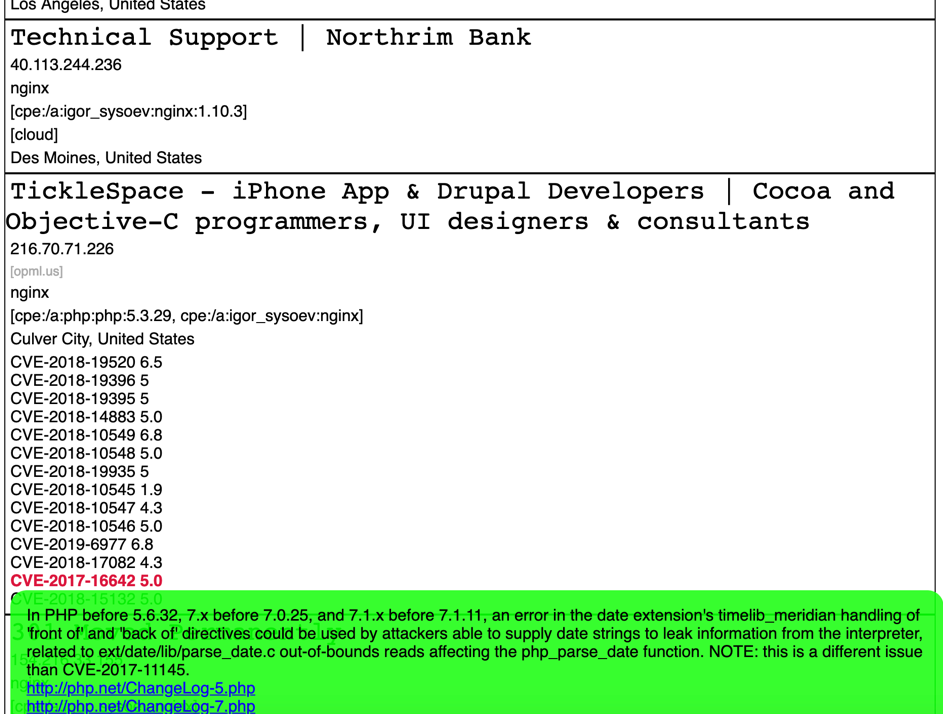 Los Angeles, United States
Technical Support | Northrim Bank
40.113.244.236
nginx
[cpe:/a:igor_sysoev:nginx:1.10.3]
[cloud]
Des Moines, United States
TickleSpace - iPhone App & Drupal Developers | Cocoa and
Objective-C programmers, UI designers & consultants
216.70.71.226
[opml.us]
nginx
[cpe:/a:php:php:5.3.29, cpe:/a:igor_sysoev:nginx]
Culver City, United States
CVE-2018-19520 6.5
CVE-2018-19396 5
CVE-2018-19395 5
CVE-2018-14883 5.0
CVE-2018-10549 6.8
CVE-2018-10548 5.0
CVE-2018-19935 5
CVE-2018-10545 1.9
CVE-2018-10547 4.3
CVE-2018-10546 5.0
CVE-2019-6977 6.8
CVE-2018-17082 4.3
CVE-2017-16642 5.0
CVE-2018-15132 5.0
In PHP before 5.6.32, 7.x before 7.0.25, and 7.1.x before 7.1.11, an error in the date extension's timelib_meridian handling of
'front of' and 'back of' directives could be used by attackers able to supply date strings to leak information from the interpreter,
related to ext/date/lib/parse_date.c out-of-bounds reads affecting the php_parse_date function. NOTE: this is a different issue
than CVE-2017-11145.
http://php.net/ChangeLog-5.php
http://php.net/ChangeLog-7.php